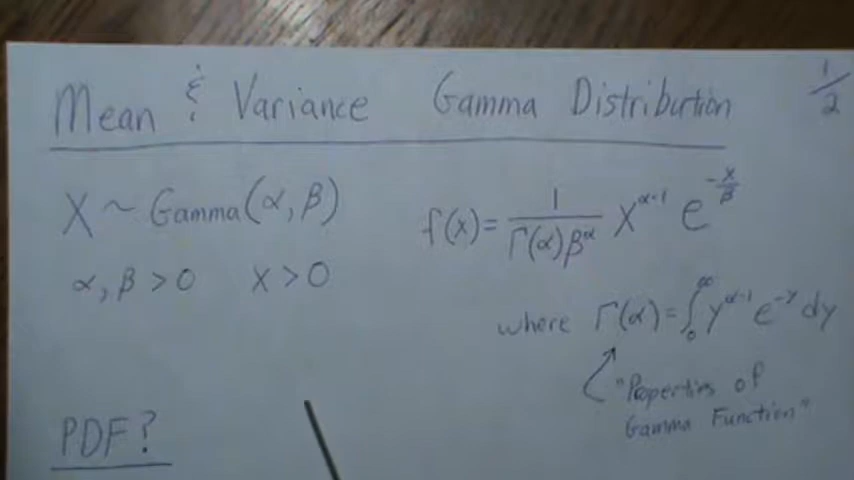 Mean & Variance Gamma Distribution 1/2
X ~ Gamma(α, β)
f(x) = 1/(Γ(α)β^α) x^(α-1) e^(-x/β)
α, β > 0 x > 0
where Γ(α) = ∫₀^∞ y^(α-1) e^(-y) dy
"Properties of
Gamma Function"
PDF?